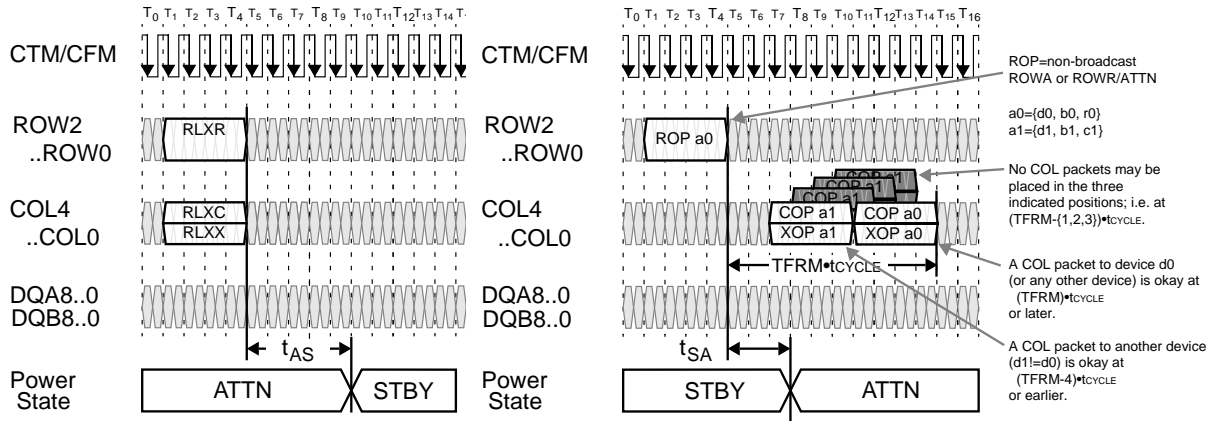 T0 T1 T2 T3 T4 T5 T6 T7 T8 T9 T10 T11 T12 T13 T14
CTM/CFM
ROW2
..ROW0
RLXR
COL4
..COL0
RLXC
RLXX
DQA8..0
DQB8..0
tAS
Power
State
ATTN
STBY
T0 T1 T2 T3 T4 T5 T6 T7 T8 T9 T10 T11 T12 T13 T14 T15 T16
CTM/CFM
ROW2
..ROW0
ROP a0
COP a1
COP a1
COP a1
COL4
..COL0
COP a1
COP a0
XOP a1
XOP a0
TFRM•tCYCLE
DQA8..0
DQB8..0
tSA
Power
State
STBY
ATTN
ROP=non-broadcast
ROWA or ROWR/ATTN
a0={d0, b0, r0}
a1={d1, b1, c1}
No COL packets may be
placed in the three
indicated positions; i.e. at
(TFRM-{1,2,3})•tCYCLE.
A COL packet to device d0
(or any other device) is okay at
(TFRM)•tCYCLE
or later.
A COL packet to another device
(d1!=d0) is okay at
(TFRM-4)•tCYCLE
or earlier.